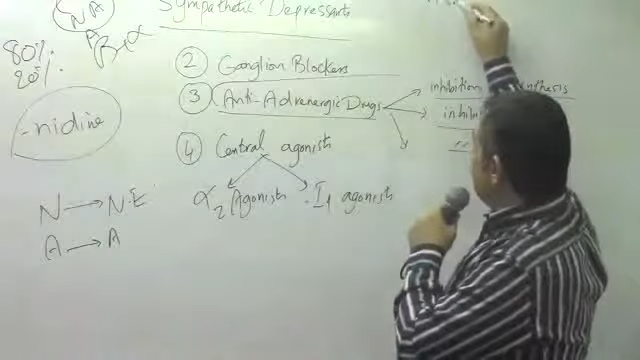 NA
Sympathetic Depressants
80%
20%
β α
② Ganglion Blockers
③ Anti-Adrenergic Drugs
inhibition
-nidine
④ Central agonists
α2 Agonists I1 agonists
N → NE
A → A